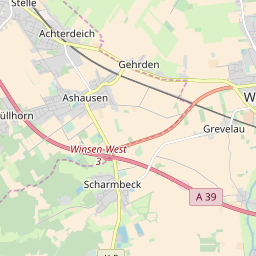 Stelle
Achterdeich
Gehrden
Ashausen
W
üllhorn
Grevelau
Winsen-West
3
Scharmbeck
A 39